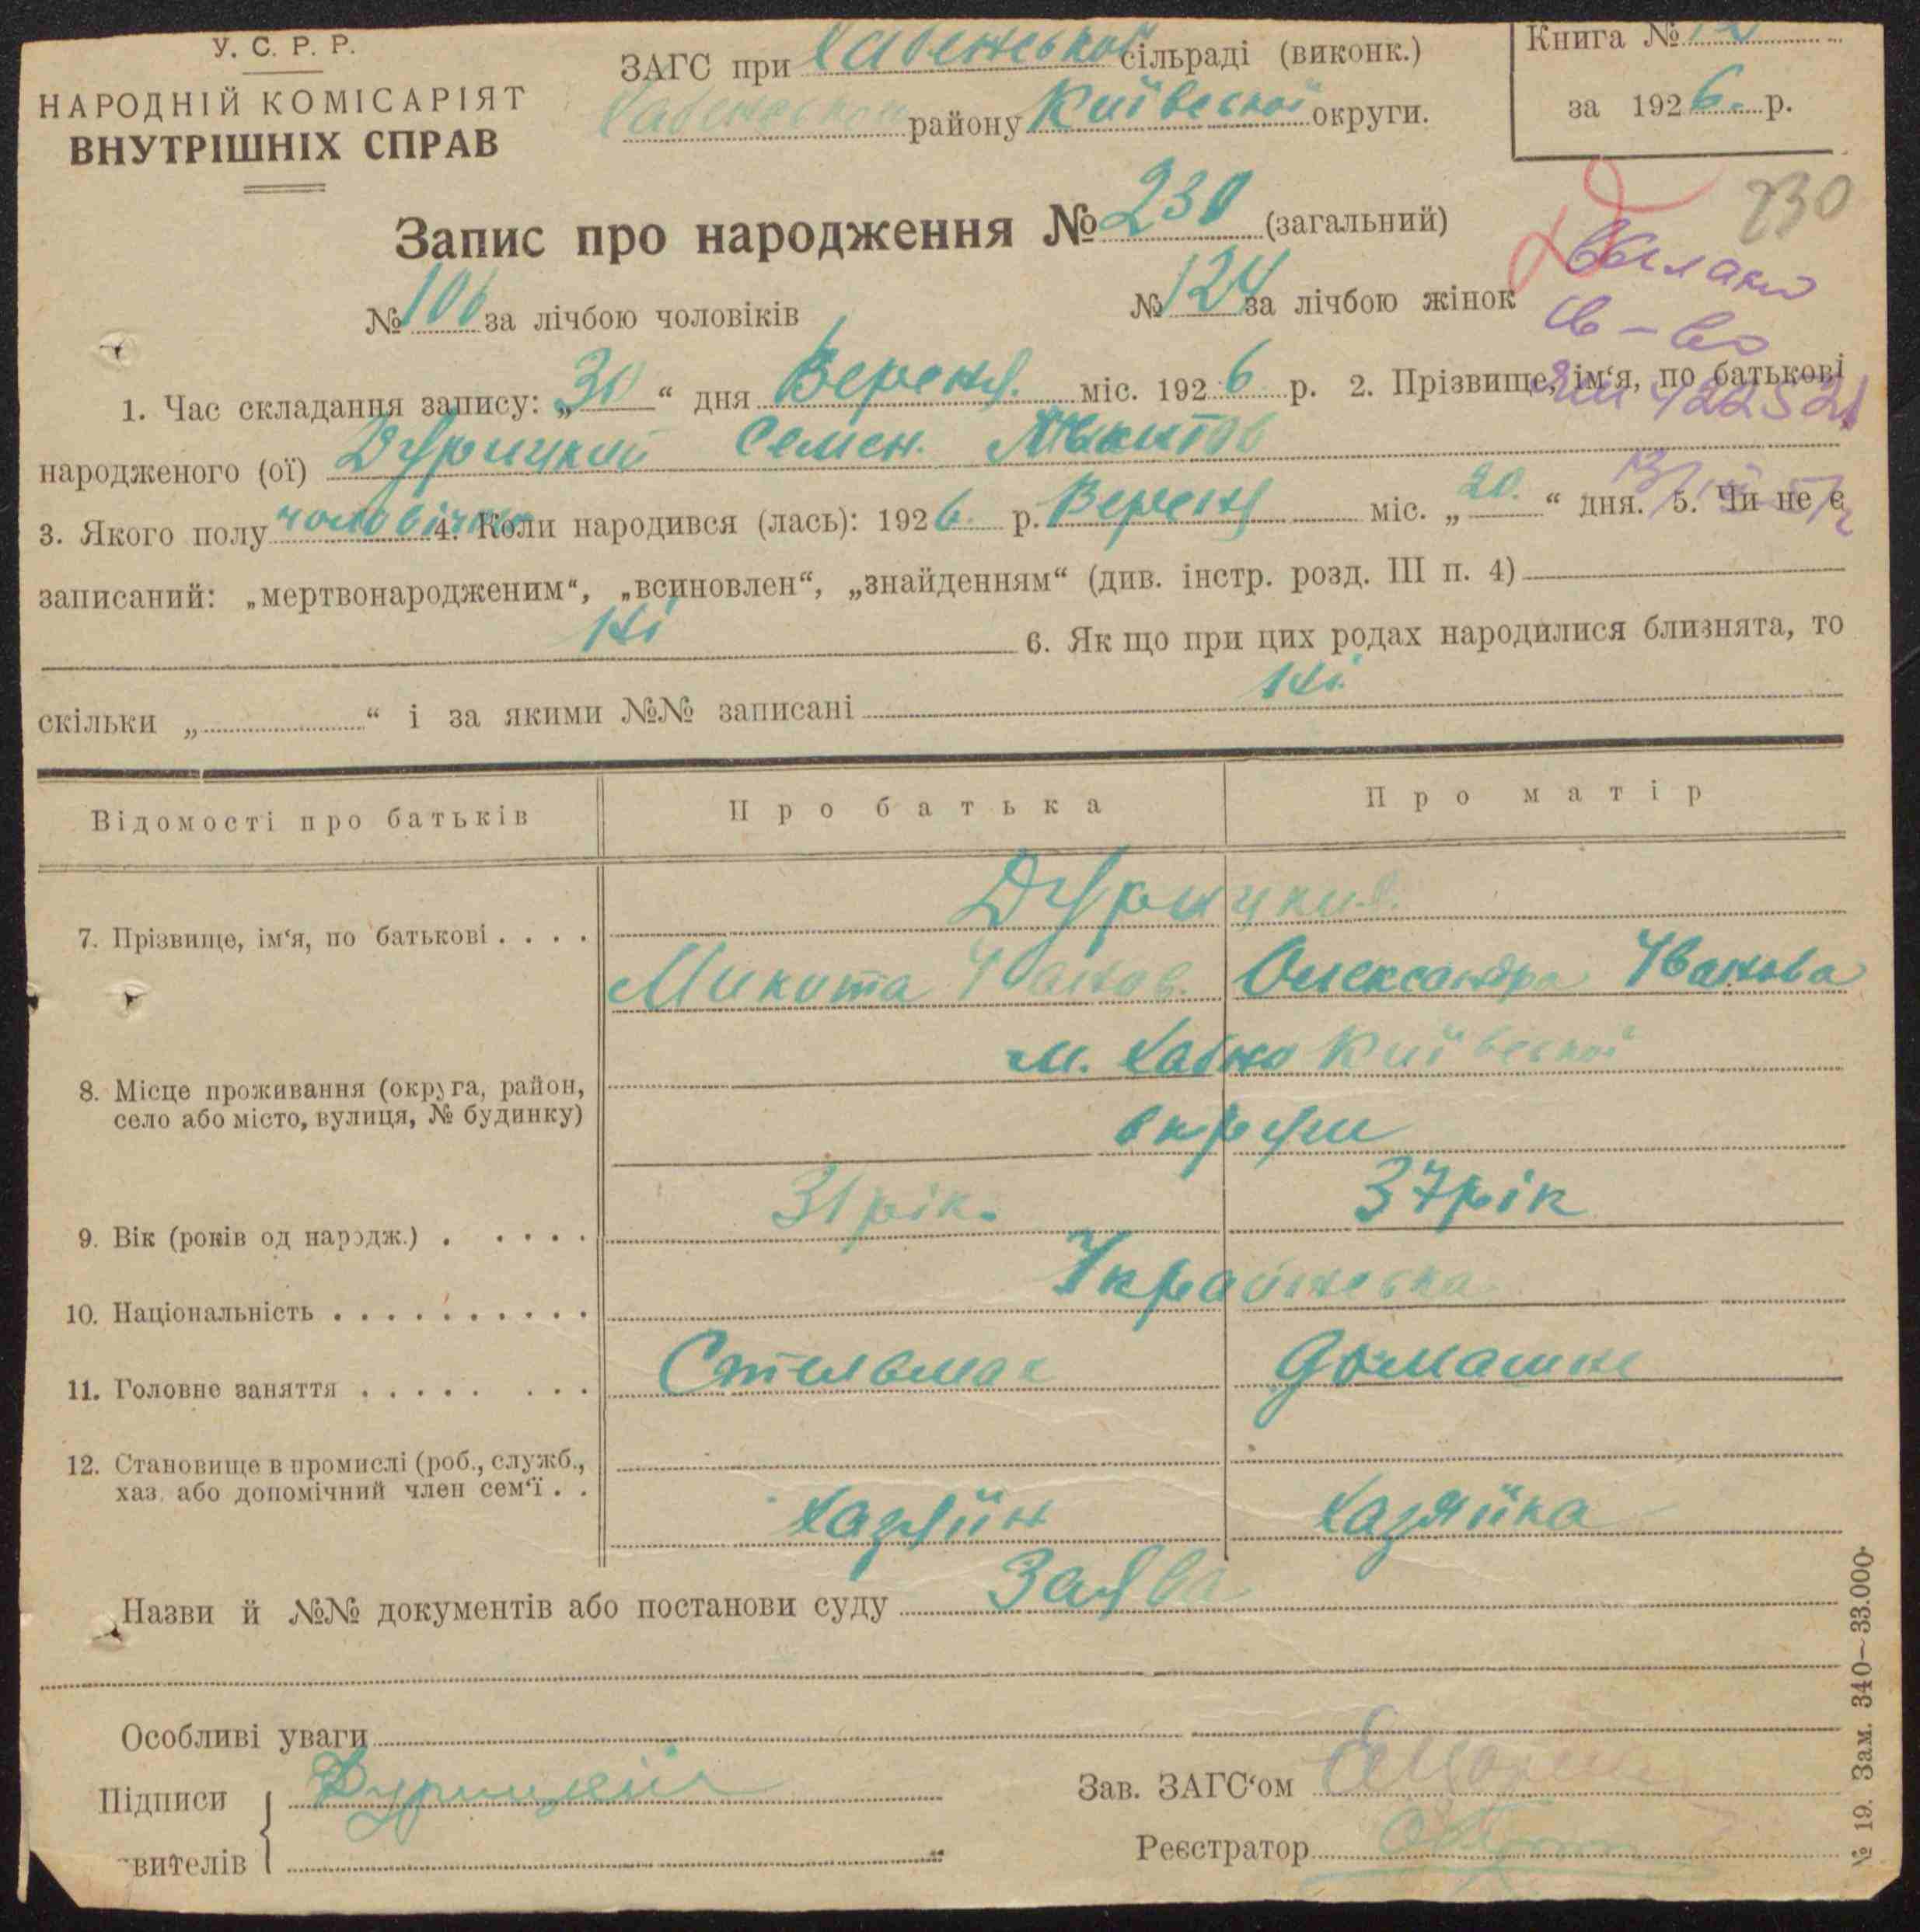 У. С. Р. Р.
НАРОДНІЙ КОМІСАРІЯТ
ВНУТРІШНІХ СПРАВ
ЗАГС при Хабенської сільраді (виконк.)
Хабенської району Київської округи.
Книга №
за 1926 р.
230
Запис про народження № 230 (загальний)
№ 106 за лічбою чоловіків № 124 за лічбою жінок
1. Час складання запису: „30“ дня Вересня міс. 1926 р. 2. Прізвище, ім‘я, по батькові
народженого (ої) Дурицкий Семен
3. Якого полу чоловічого 4. Коли народився (лась): 1926 р. Вересня міс. „20.“ дня. 5. Чи не є
записаний: „мертвонародженим“, „всиновлен“, „знайденням“ (див. інстр. розд. III п. 4)
Ні 6. Як що при цих родах народилися близнята, то
скільки „ “ і за якими №№ записані Ні
Відомості про батьків Про батька Про матір
7. Прізвище, ім‘я, по батькові . . . . Дурицкия
Микита Іванов. Олександра Іванова
8. Місце проживання (округа, район, село або місто, вулиця, № будинку) м. Хабно Київської
округи
9. Вік (років од народж.) . . . . . 31 рік. 37 рік
10. Національність . . . . . . . . . . Українська
11. Головне заняття . . . . . . . . Стельмах Домашне
12. Становище в промислі (роб., служб.,
хаз. або допомічний член сем‘ї . . Хазяїн Хазяйка
Назви й №№ документів або постанови суду Заява
Особливі уваги
Підписи Дурицкий Зав. ЗАГС‘ом
вителів Реєстратор
№ 19. Зам. 340—33.000.